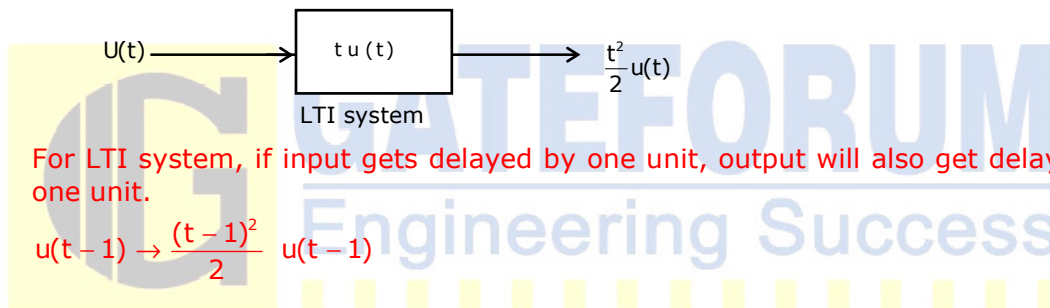 U(t) t u (t) t²/2 u(t)
LTI system
GATEFORUM
For LTI system, if input gets delayed by one unit, output will also get delay
one unit.
Engineering Success
u(t – 1) → (t – 1)²/2 u(t – 1)